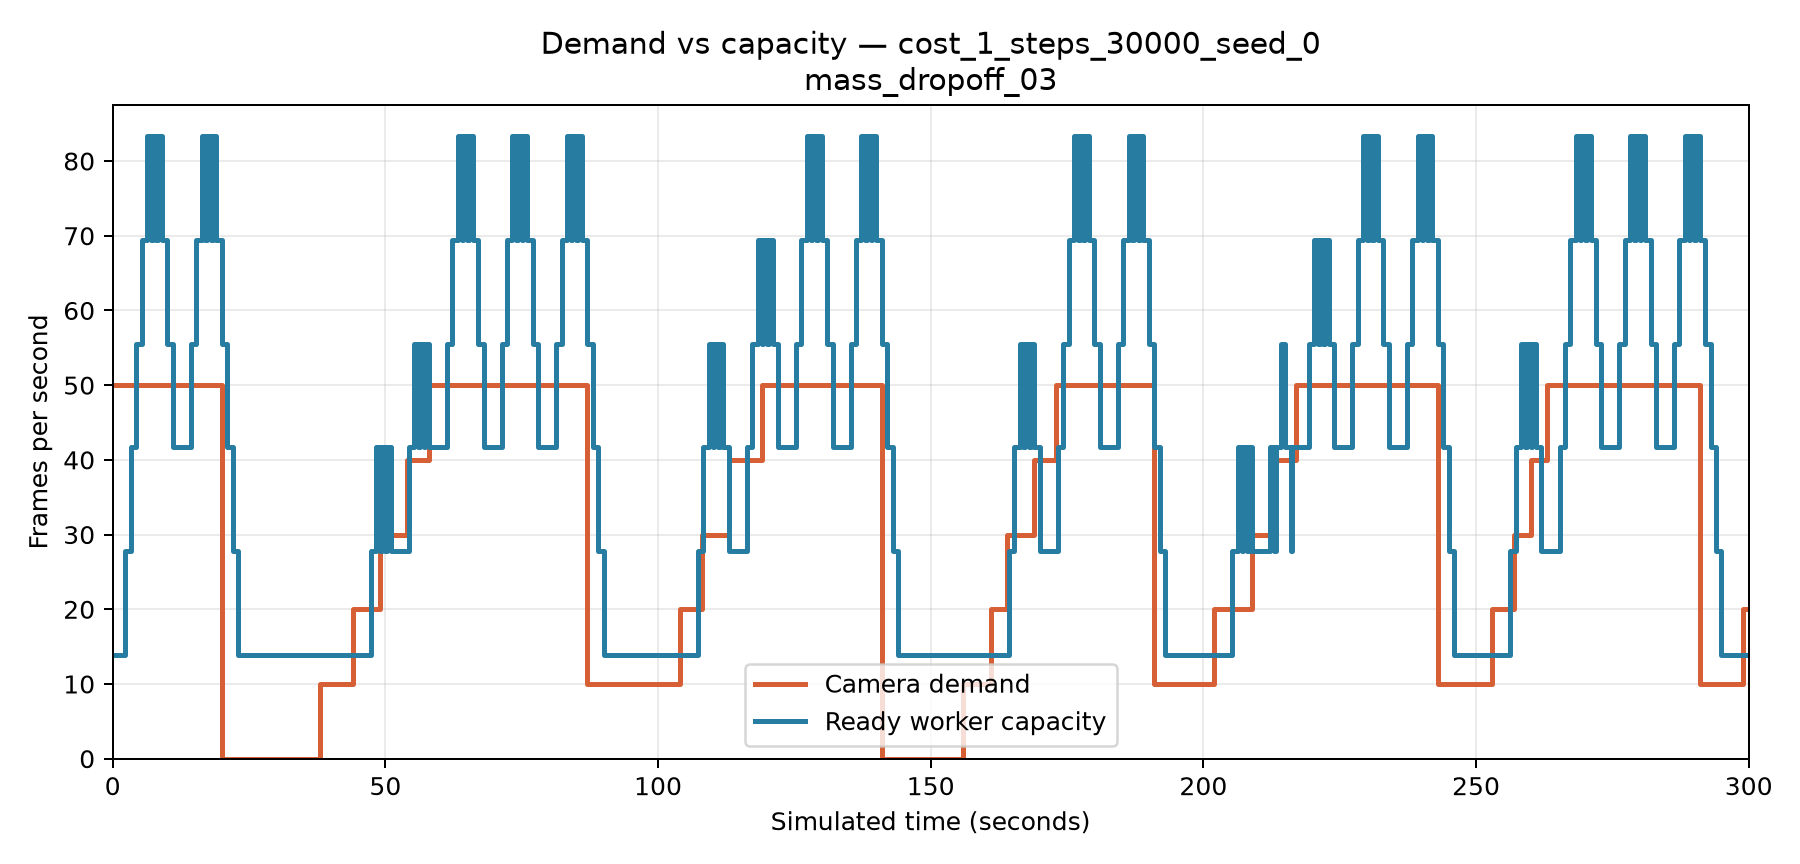 Demand vs capacity — cost_1_steps_30000_seed_0
mass_dropoff_03
Frames per second
80
70
60
50
40
30
20
10
0
Camera demand
Ready worker capacity
0 50 100 150 200 250 300
Simulated time (seconds)